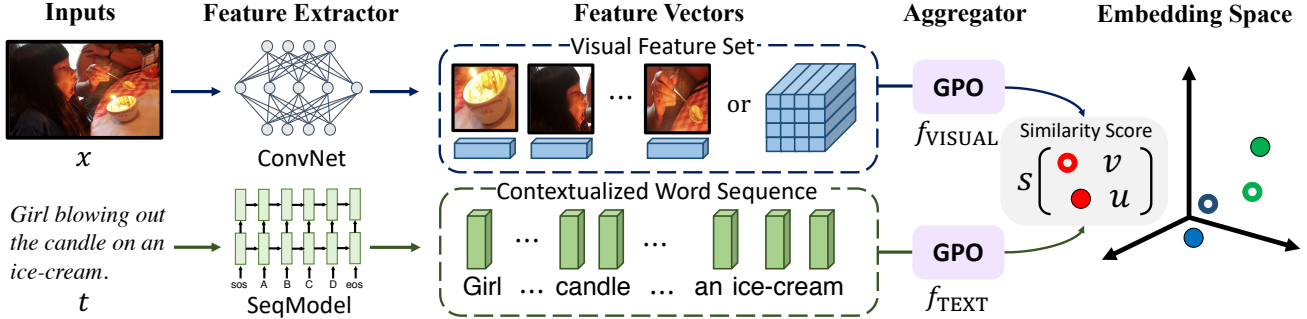 Inputs
Feature Extractor
Feature Vectors
Aggregator
Embedding Space
x
ConvNet
Visual Feature Set
... or
GPO
f_VISUAL
Similarity Score
s ( v )
u
Girl blowing out
the candle on an
ice-cream.
t
sos A B C D eos
SeqModel
Contextualized Word Sequence
... ...
Girl ... candle ... an ice-cream
GPO
f_TEXT